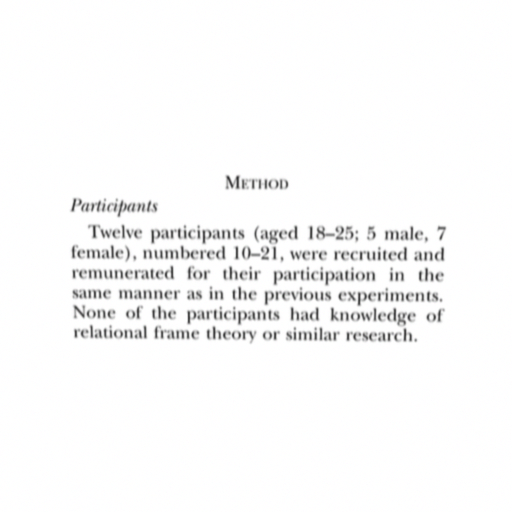 METHOD
Participants
Twelve participants (aged 18–25; 5 male, 7
female), numbered 10–21, were recruited and
remunerated for their participation in the
same manner as in the previous experiments.
None of the participants had knowledge of
relational frame theory or similar research.